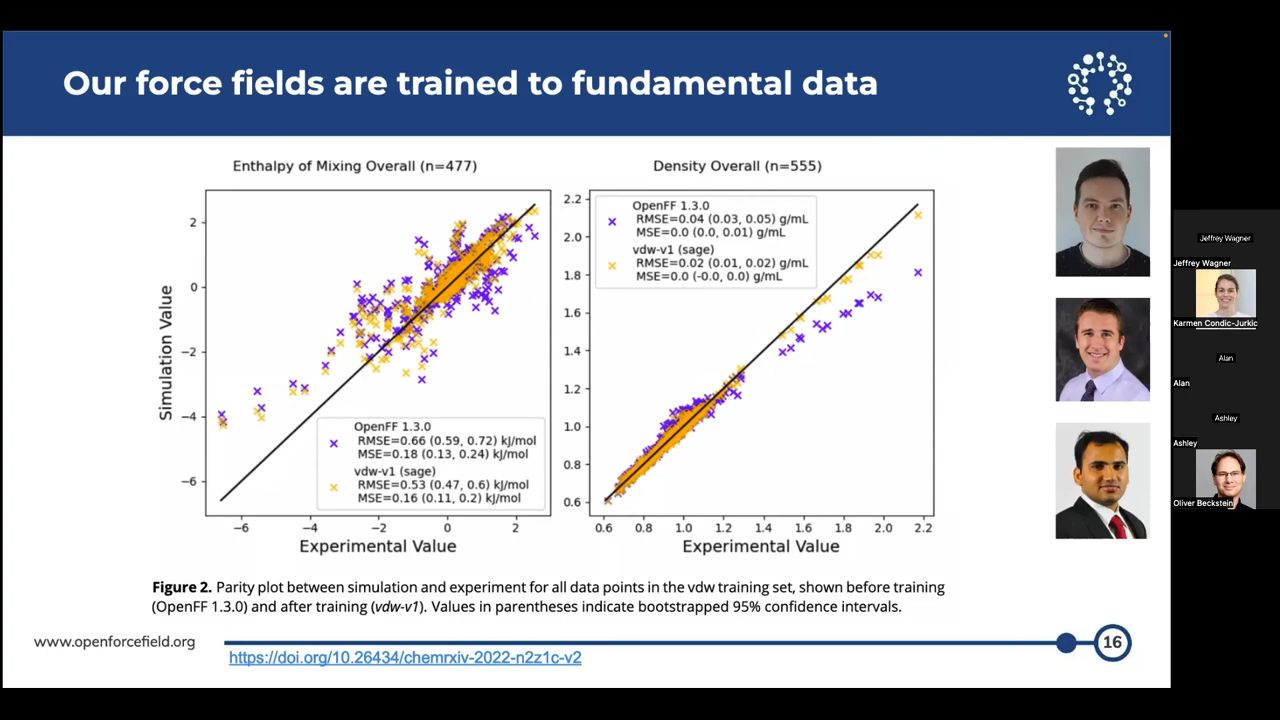 Our force fields are trained to fundamental data
Enthalpy of Mixing Overall (n=477)
2
0
−2
−4
−6
Simulation Value
OpenFF 1.3.0
RMSE=0.66 (0.59, 0.72) kJ/mol
MSE=0.18 (0.13, 0.24) kJ/mol
vdw-v1 (sage)
RMSE=0.53 (0.47, 0.6) kJ/mol
MSE=0.16 (0.11, 0.2) kJ/mol
−6 −4 −2 0 2
Experimental Value
Density Overall (n=555)
2.2
2.0
1.8
1.6
1.4
1.2
1.0
0.8
0.6
OpenFF 1.3.0
RMSE=0.04 (0.03, 0.05) g/mL
MSE=0.0 (0.0, 0.01) g/mL
vdw-v1 (sage)
RMSE=0.02 (0.01, 0.02) g/mL
MSE=0.0 (-0.0, 0.0) g/mL
0.6 0.8 1.0 1.2 1.4 1.6 1.8 2.0 2.2
Experimental Value
Figure 2. Parity plot between simulation and experiment for all data points in the vdw training set, shown before training
(OpenFF 1.3.0) and after training (vdw-v1). Values in parentheses indicate bootstrapped 95% confidence intervals.
www.openforcefield.org
16
https://doi.org/10.26434/chemrxiv-2022-n2z1c-v2
Jeffrey Wagner
Jeffrey Wagner
Karmen Condic-Jurkic
Alan
Alan
Ashley
Ashley
Oliver Beckstein